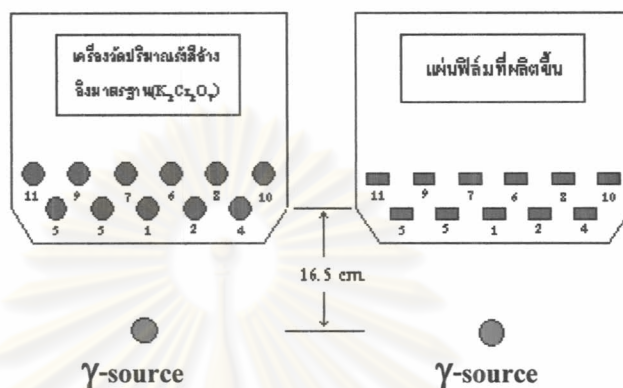 เครื่องวัดปริมาณรังสีอ้าง
อิงมาตรฐาน(K₂Cr₂O₇)
11 9 7 6 8 10
5 5 1 2 4
แผ่นฟิล์มที่ผลิตขึ้น
11 9 7 6 8 10
5 5 1 2 4
16.5 cm.
γ-source
γ-source